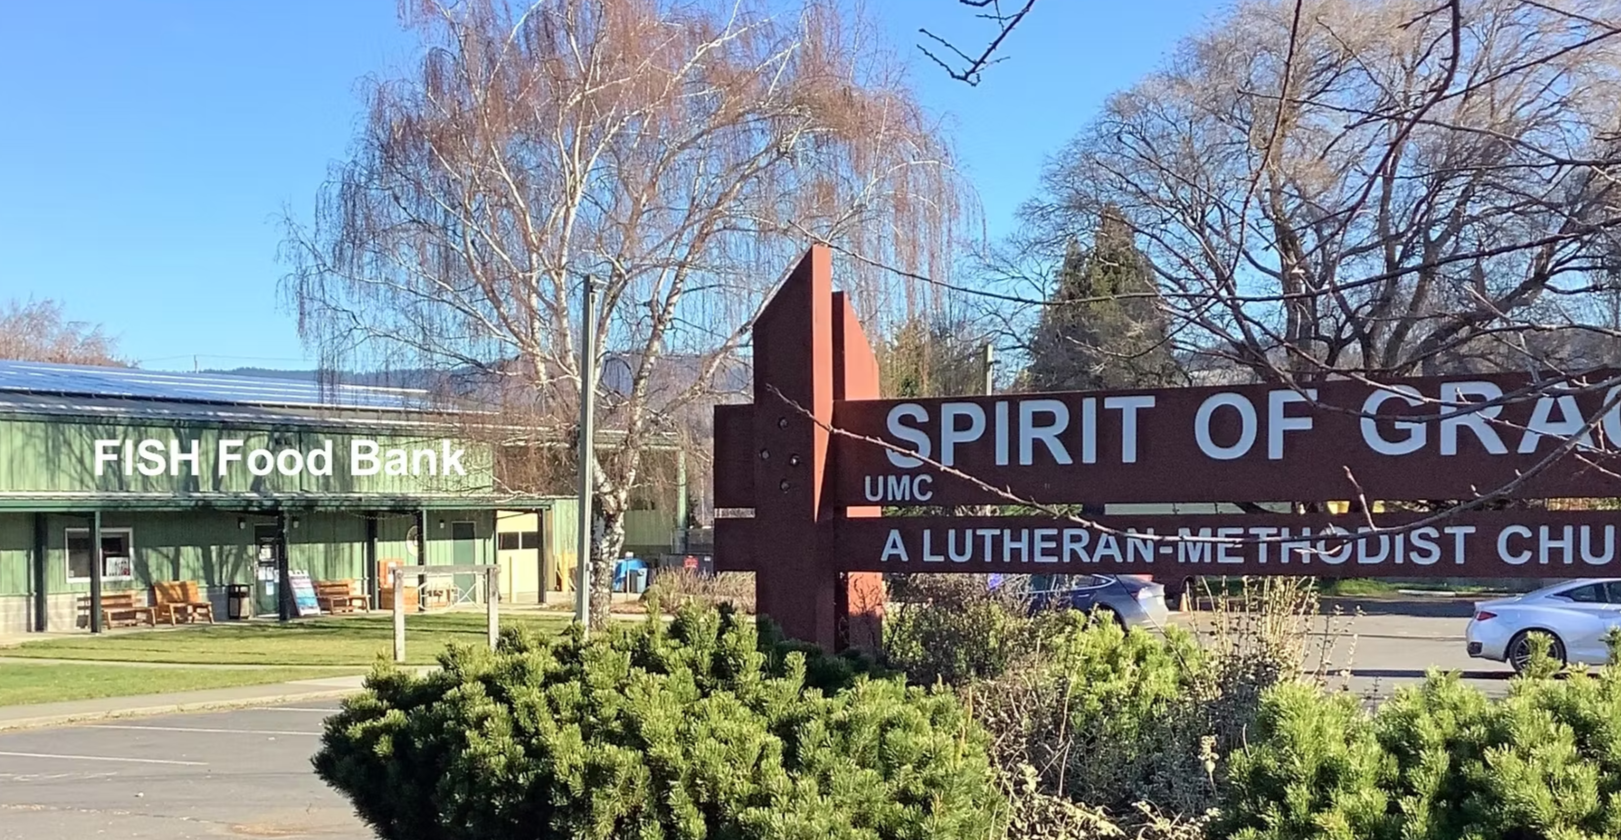 FISH Food Bank
SPIRIT OF GRAC
UMC
A LUTHERAN-METHODIST CHU